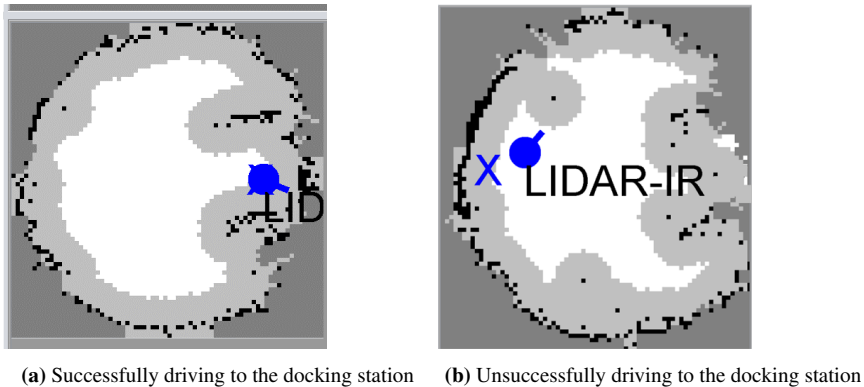 LID
X
LIDAR-IR
(a) Successfully driving to the docking station
(b) Unsuccessfully driving to the docking station